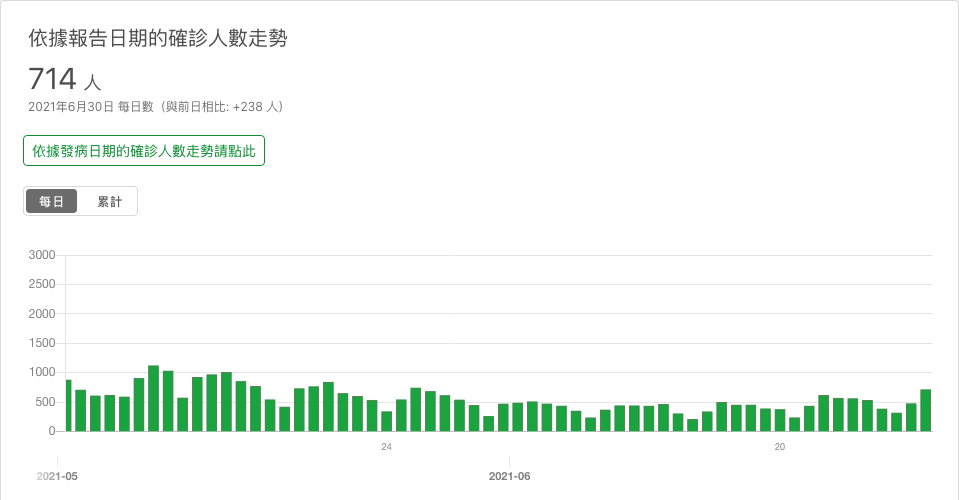 依據報告日期的確診人數走勢
714 人
2021年6月30日 每日數（與前日相比: +238 人）
依據發病日期的確診人數走勢請點此
每日 累計
3000
2500
2000
1500
1000
500
0
24 20
2021-05 2021-06